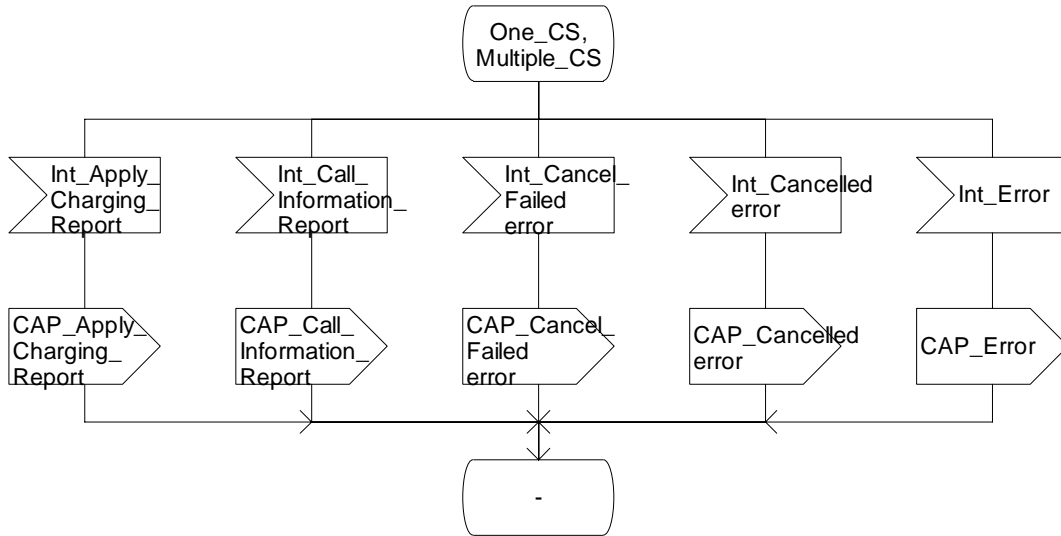 One_CS,
Multiple_CS
Int_Apply_
Charging_
Report
Int_Call_
Information_
Report
Int_Cancel_
Failed
error
Int_Cancelled
error
Int_Error
CAP_Apply_
Charging_
Report
CAP_Call_
Information_
Report
CAP_Cancel_
Failed
error
CAP_Cancelled
error
CAP_Error
-